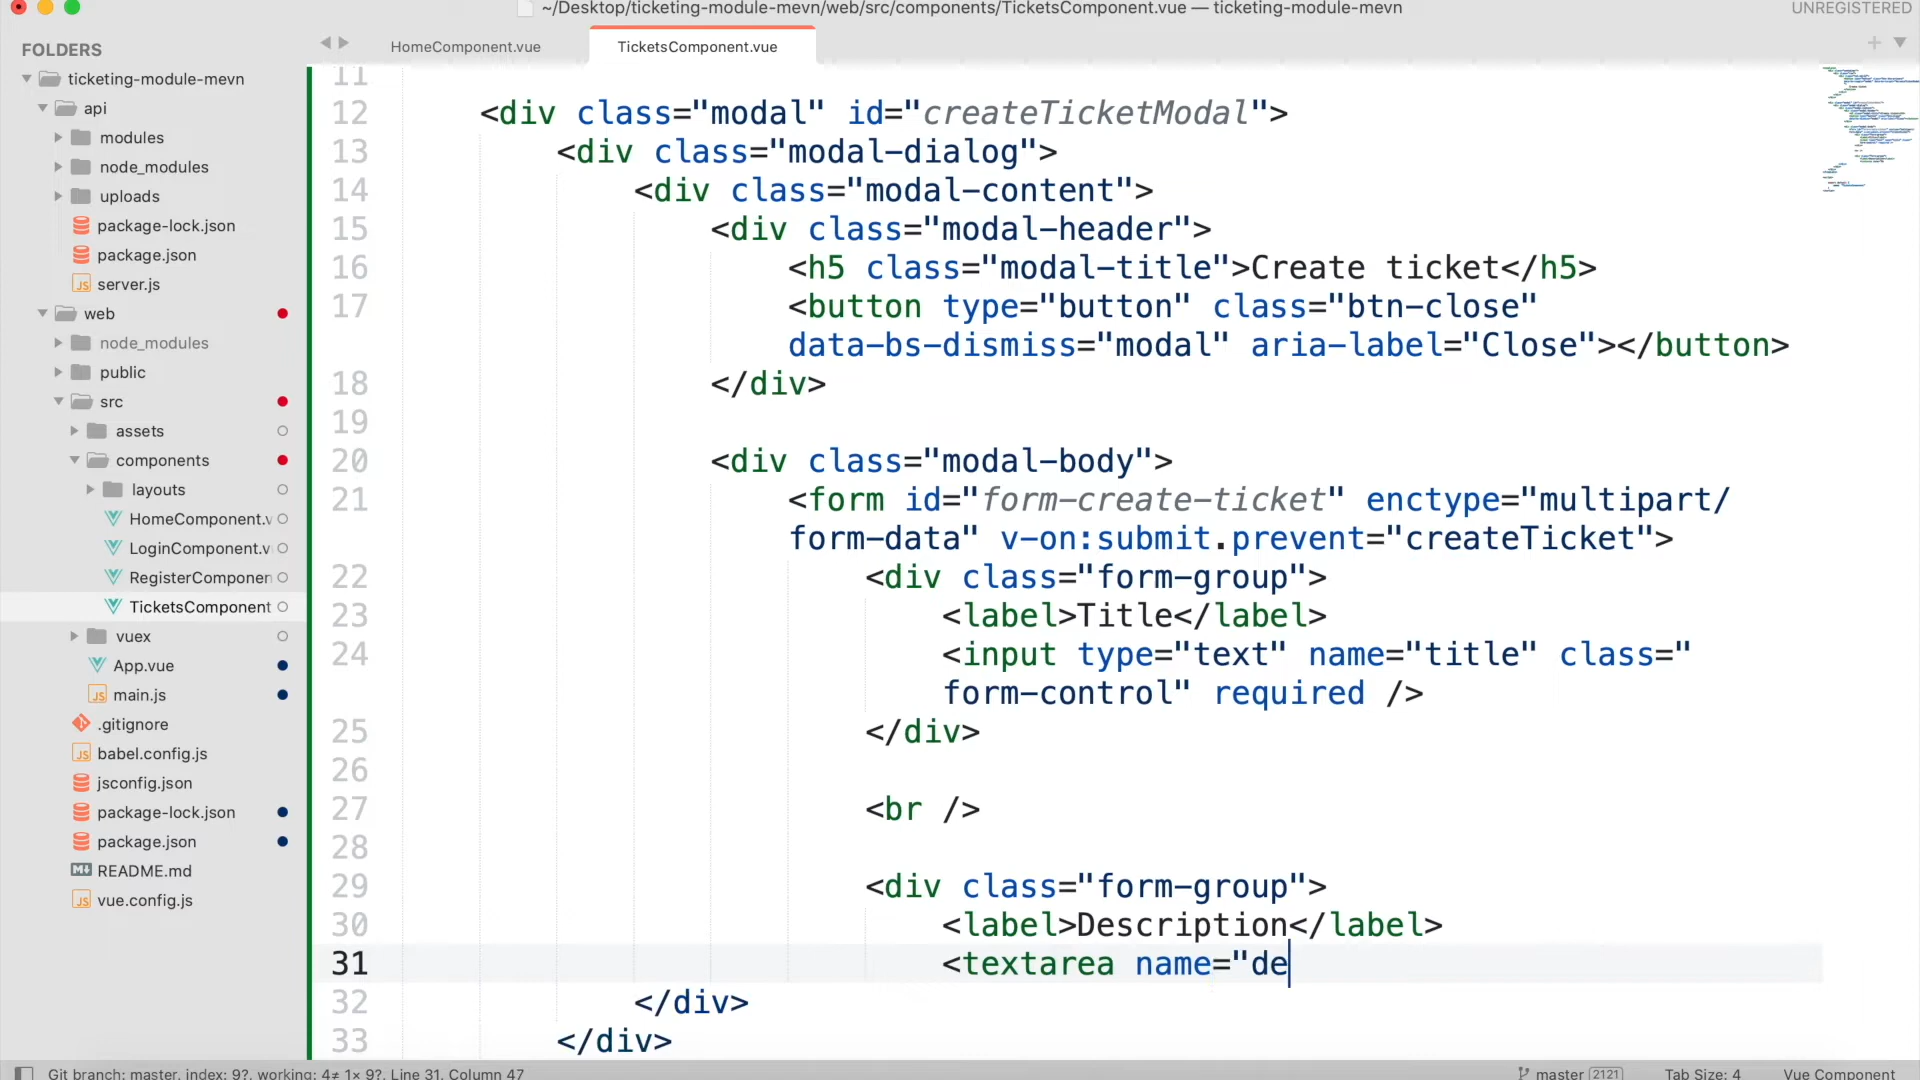 ~/Desktop/ticketing-module-mevn/web/src/components/TicketsComponent.vue — ticketing-module-mevn
UNREGISTERED
FOLDERS
ticketing-module-mevn
api
modules
node_modules
uploads
package-lock.json
package.json
server.js
web
node_modules
public
src
assets
components
layouts
HomeComponent.v
LoginComponent.v
RegisterComponen
TicketsComponent
vuex
App.vue
main.js
.gitignore
babel.config.js
jsconfig.json
package-lock.json
package.json
README.md
vue.config.js
HomeComponent.vue
TicketsComponent.vue
11
12 <div class="modal" id="createTicketModal">
13 <div class="modal-dialog">
14 <div class="modal-content">
15 <div class="modal-header">
16 <h5 class="modal-title">Create ticket</h5>
17 <button type="button" class="btn-close"
data-bs-dismiss="modal" aria-label="Close"></button>
18 </div>
19
20 <div class="modal-body">
21 <form id="form-create-ticket" enctype="multipart/
form-data" v-on:submit.prevent="createTicket">
22 <div class="form-group">
23 <label>Title</label>
24 <input type="text" name="title" class="
form-control" required />
25 </div>
26
27 <br />
28
29 <div class="form-group">
30 <label>Description</label>
31 <textarea name="de
32 </div>
33 </div>
Git branch: master, index: 9?, working: 4≠ 1× 9?, Line 31, Column 47
master 2121
Tab Size: 4
Vue Component